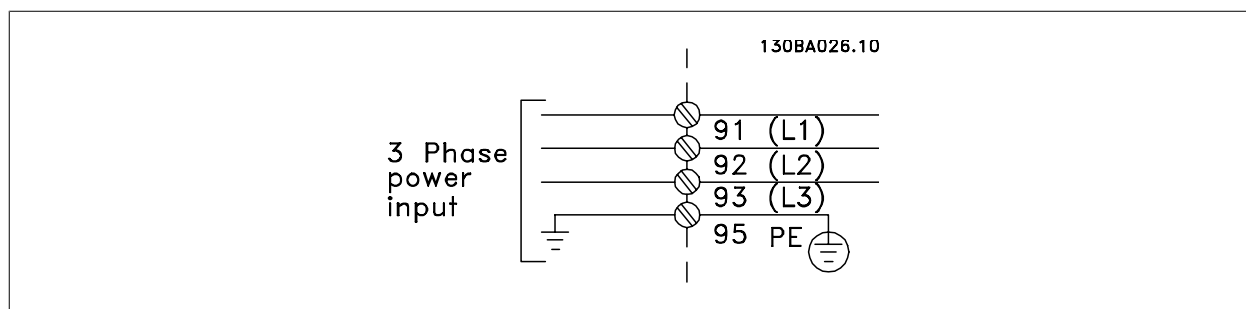 130BA026.10
3 Phase
power
input
91 (L1)
92 (L2)
93 (L3)
95 PE